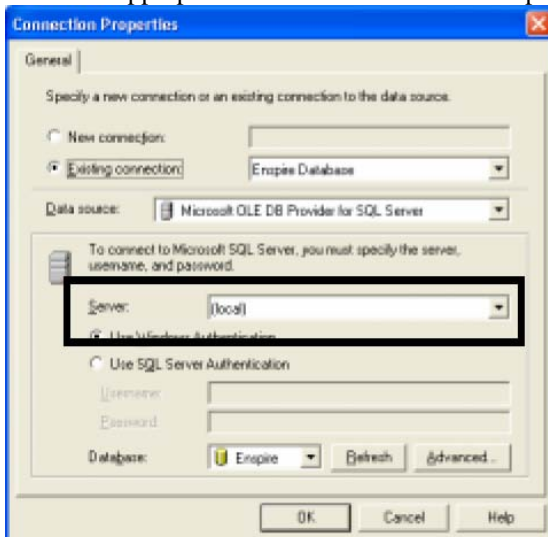 Connection Properties
General
Specify a new connection or an existing connection to the data source.
New connection:
Existing connection: Enspire Database
Data source: Microsoft OLE DB Provider for SQL Server
To connect to Microsoft SQL Server, you must specify the server,
username, and password.
Server: (local)
Use Windows Authentication
Use SQL Server Authentication
Username:
Password
Database: Enspire Refresh Advanced...
OK Cancel Help